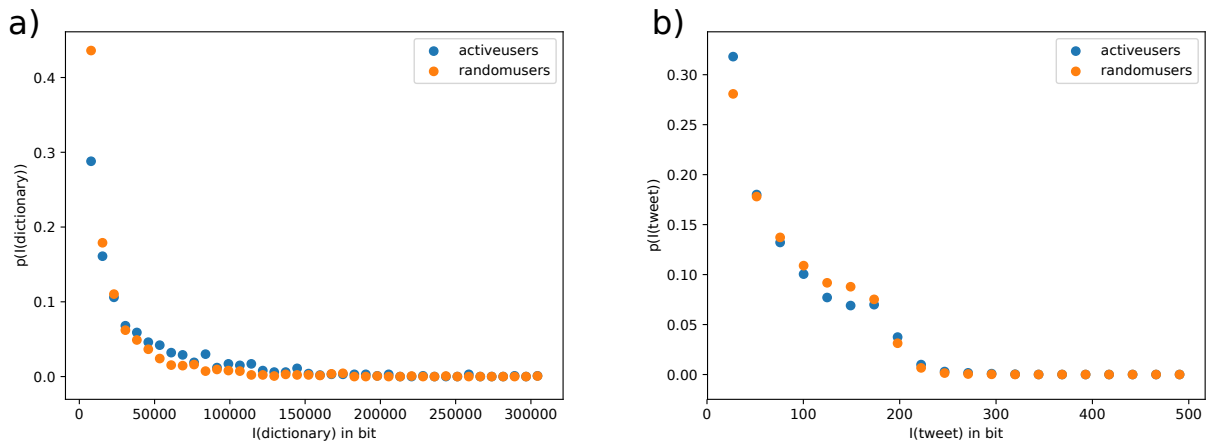 a)
activeusers
randomusers
0.4
0.3
0.2
0.1
0.0
p(I(dictionary))
0
50000
100000
150000
200000
250000
300000
I(dictionary) in bit
b)
activeusers
randomusers
0.30
0.25
0.20
0.15
0.10
0.05
0.00
p(I(tweet))
0
100
200
300
400
500
I(tweet) in bit